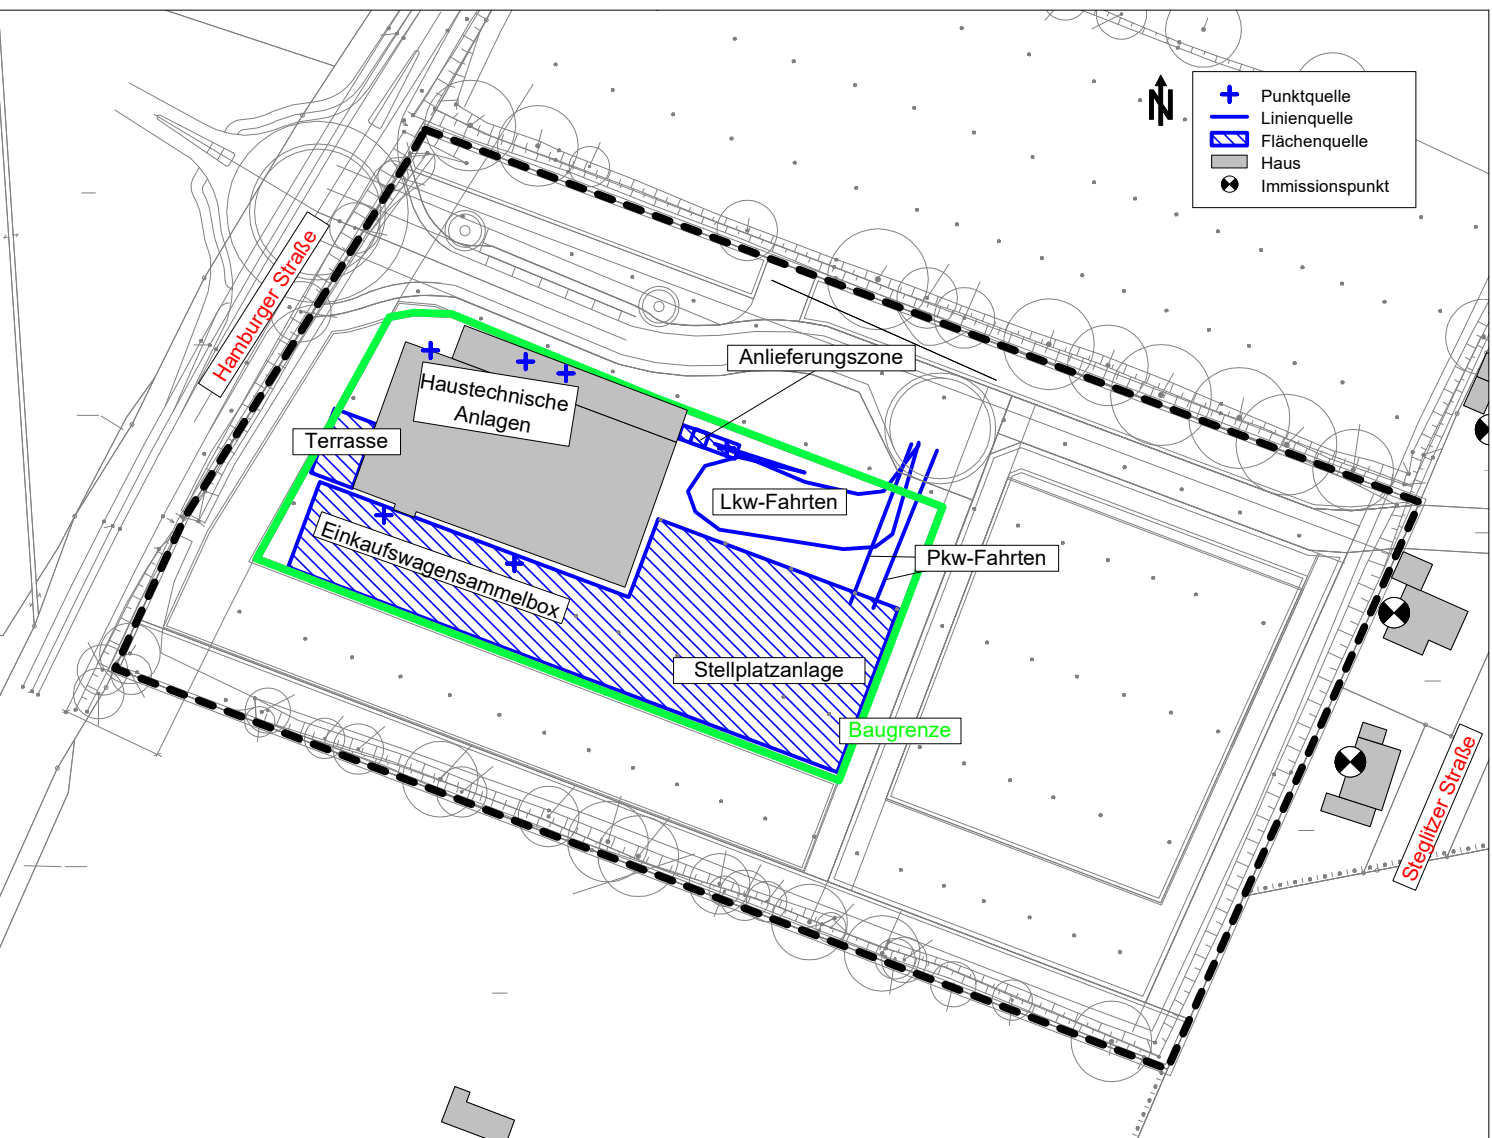 N
Punktquelle
Linienquelle
Flächenquelle
Haus
Immissionspunkt
Hamburger Straße
Anlieferungszone
Haustechnische
Anlagen
Terrasse
Lkw-Fahrten
Einkaufswagensammelbox
Pkw-Fahrten
Stellplatzanlage
Baugrenze
Steglitzer Straße